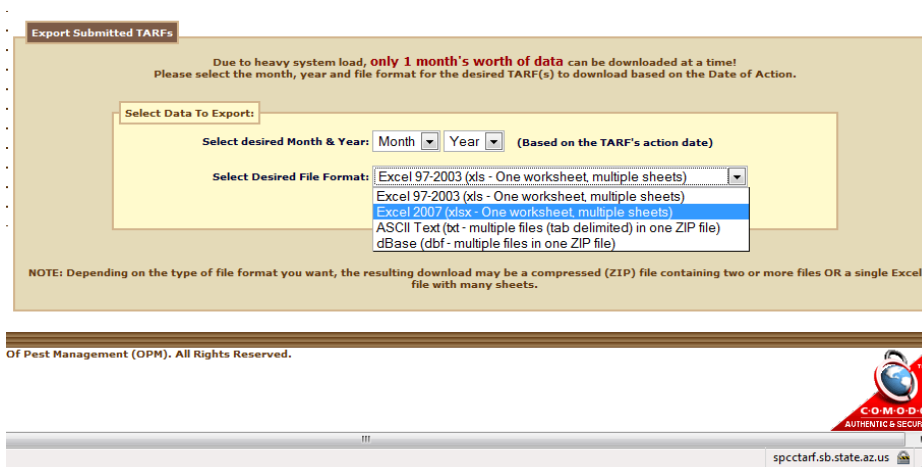 Export Submitted TARFs
Due to heavy system load, only 1 month's worth of data can be downloaded at a time!
Please select the month, year and file format for the desired TARF(s) to download based on the Date of Action.
Select Data To Export:
Select desired Month & Year: Month Year (Based on the TARF's action date)
Select Desired File Format: Excel 97-2003 (xls - One worksheet, multiple sheets)
Excel 97-2003 (xls - One worksheet, multiple sheets)
Excel 2007 (xlsx - One worksheet, multiple sheets)
ASCII Text (txt - multiple files (tab delimited) in one ZIP file)
dBase (dbf - multiple files in one ZIP file)
NOTE: Depending on the type of file format you want, the resulting download may be a compressed (ZIP) file containing two or more files OR a single Excel
file with many sheets.
Of Pest Management (OPM). All Rights Reserved.
C·O·M·O·D·
AUTHENTIC & SECUR
spcctarf.sb.state.az.us